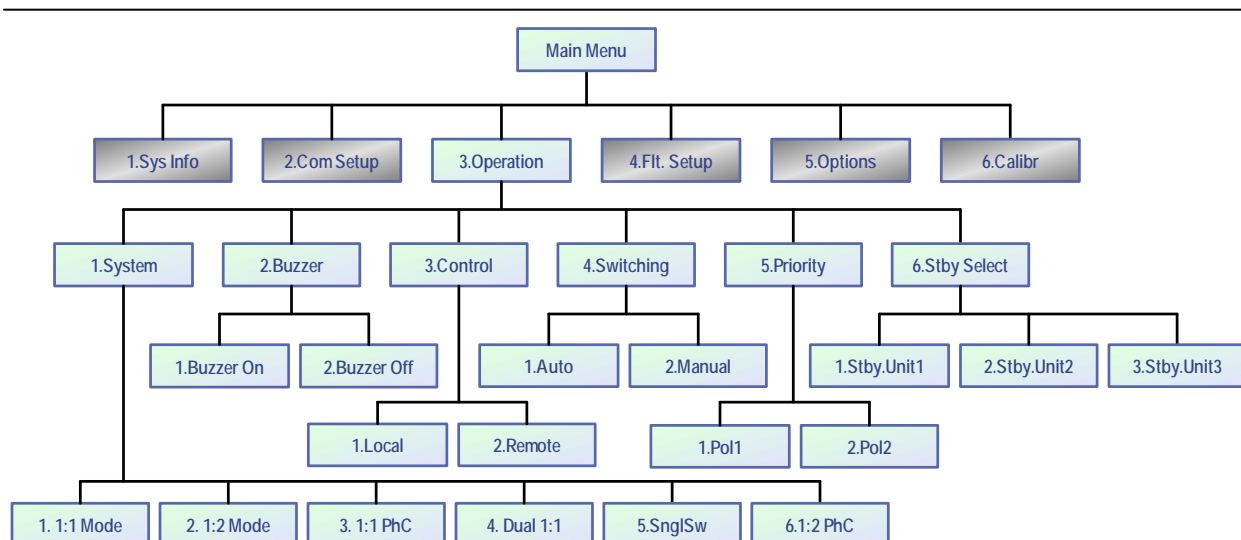 Main Menu
1.Sys Info
2.Com Setup
3.Operation
4.Flt. Setup
5.Options
6.Calibr
1.System
2.Buzzer
3.Control
4.Switching
5.Priority
6.Stby Select
1.Buzzer On
2.Buzzer Off
1.Auto
2.Manual
1.Stby.Unit1
2.Stby.Unit2
3.Stby.Unit3
1.Local
2.Remote
1.Pol1
2.Pol2
1. 1:1 Mode
2. 1:2 Mode
3. 1:1 PhC
4. Dual 1:1
5.SnglSw
6.1:2 PhC